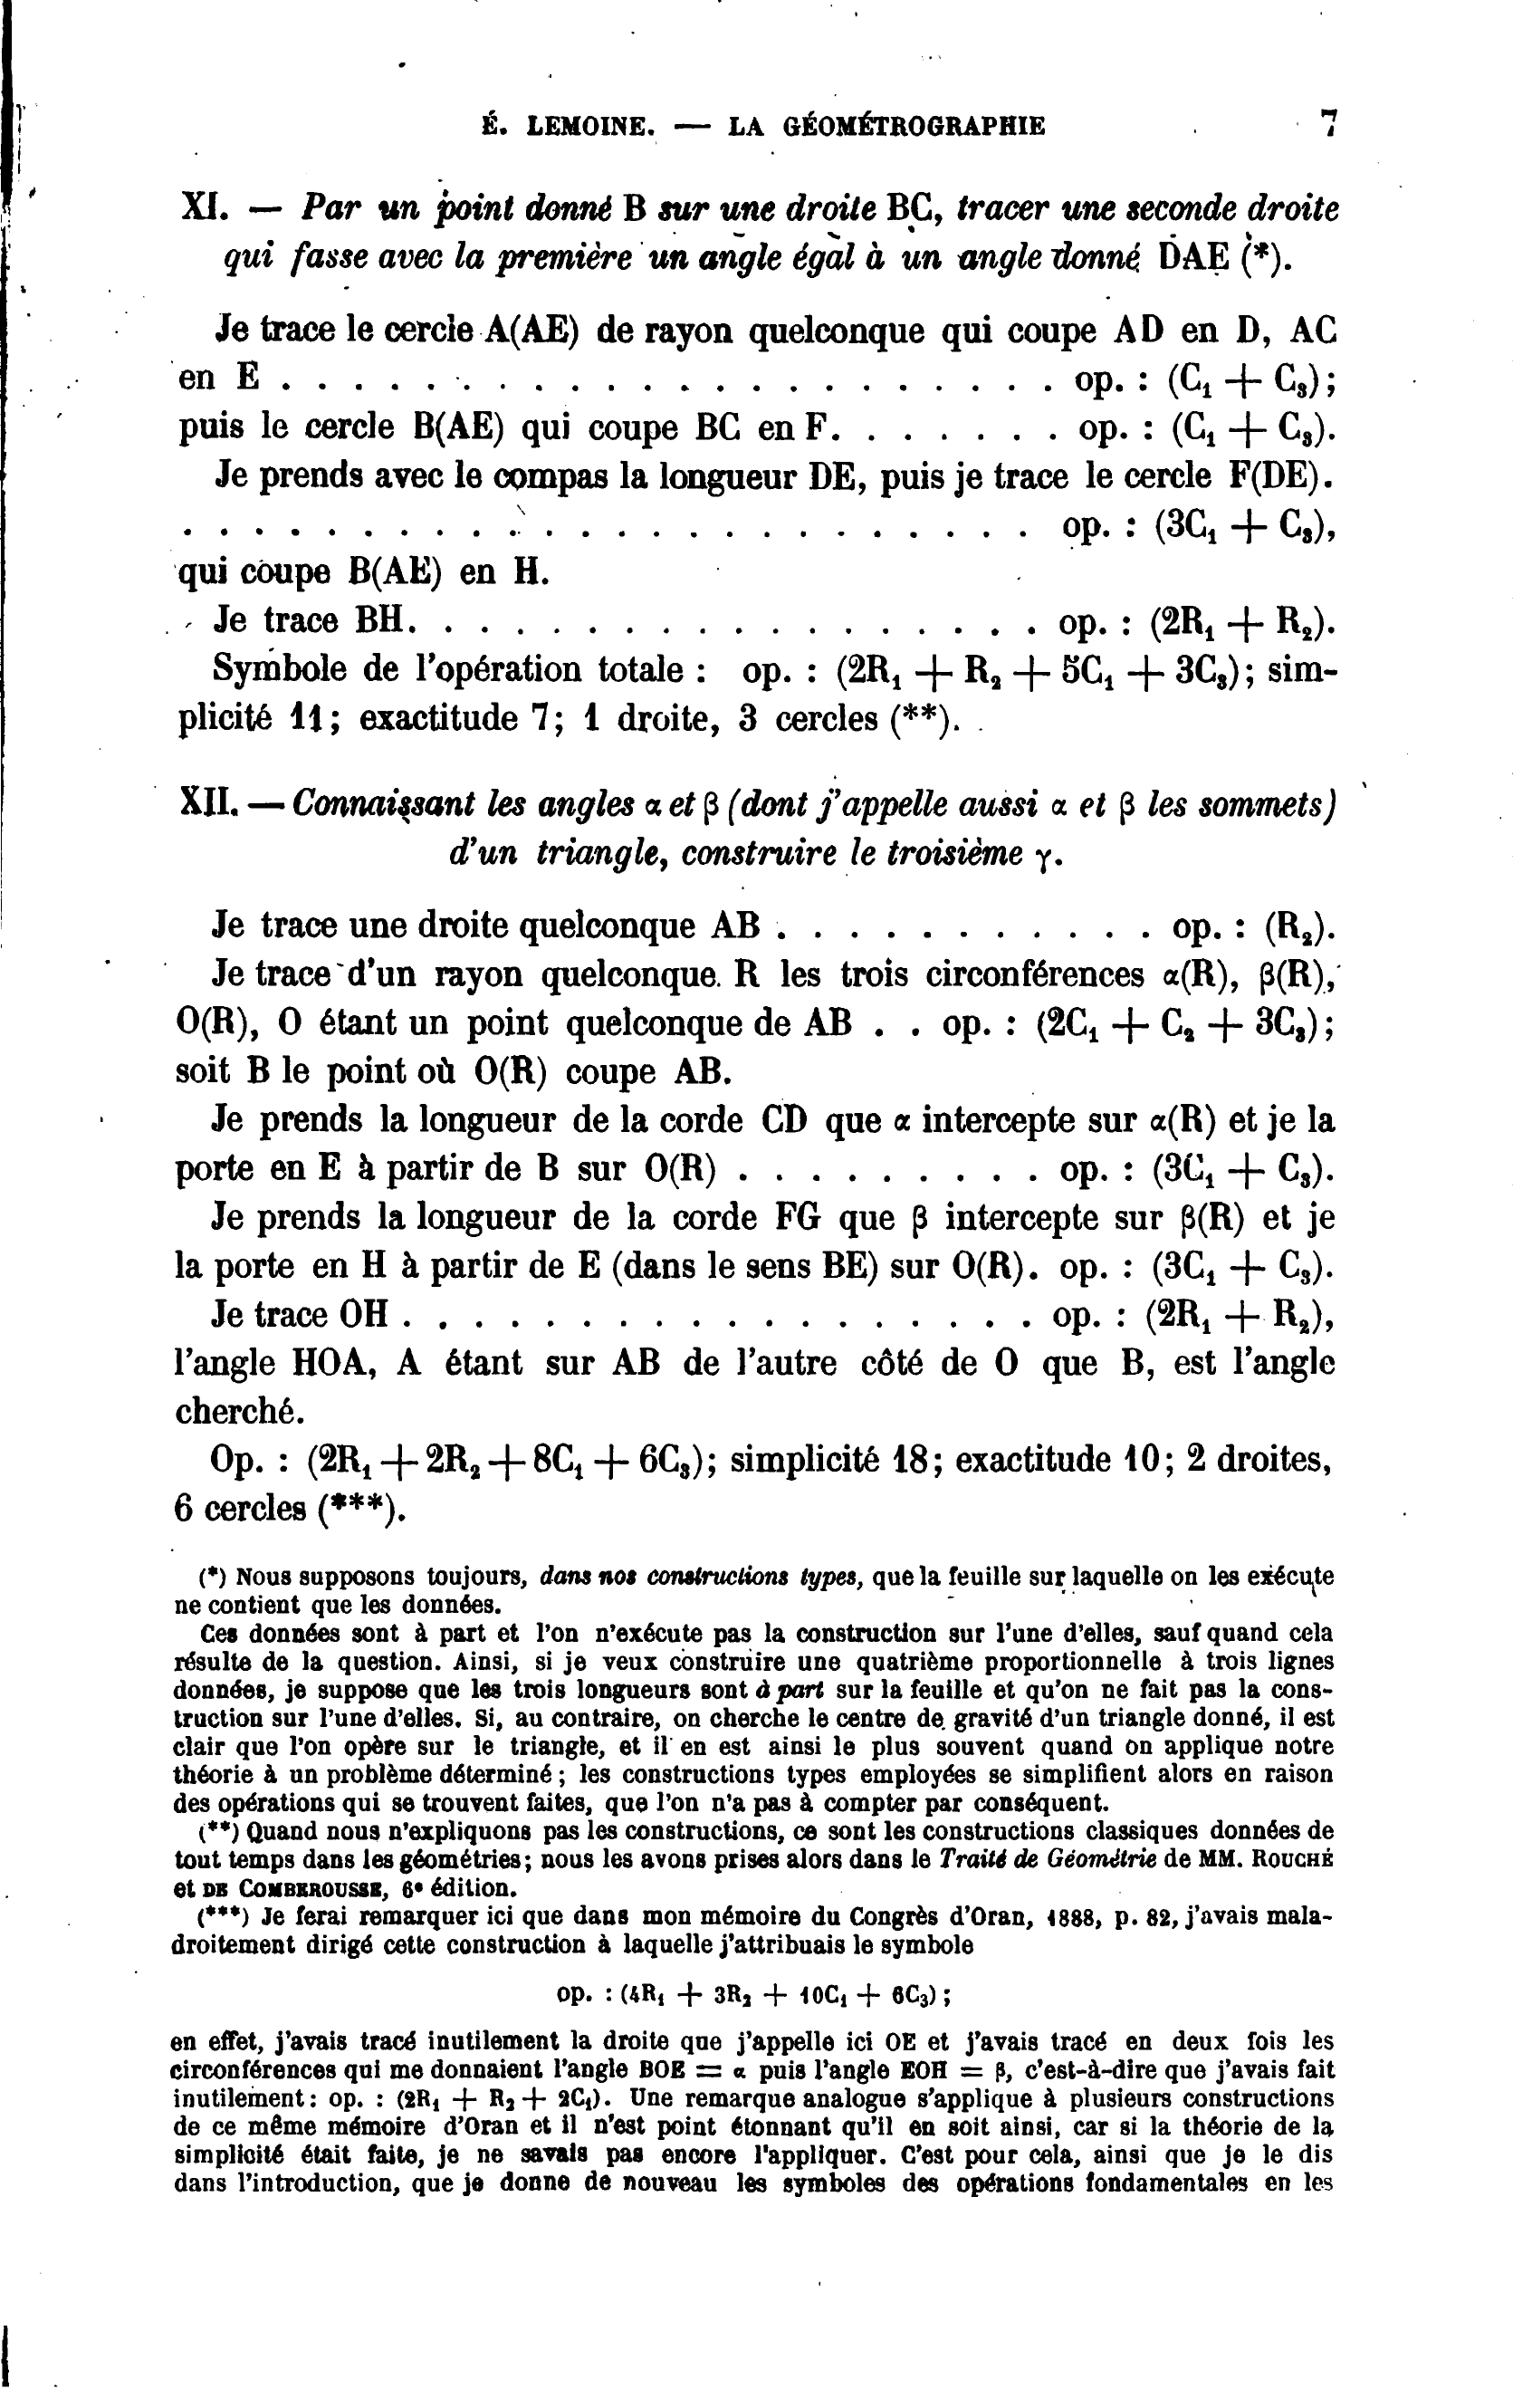 É. LEMOINE. — LA GÉOMÉTROGRAPHIE 7
XI. — Par un point donné B sur une droite BC, tracer une seconde droite
qui fasse avec la première un angle égal à un angle donné DAE (*).
Je trace le cercle A(AE) de rayon quelconque qui coupe AD en D, AC
en E . . . . . . . . . . . . . . . . . . . . . . op. : (C₁ + C₃);
puis le cercle B(AE) qui coupe BC en F. . . . . . . . op. : (C₁ + C₃).
Je prends avec le compas la longueur DE, puis je trace le cercle F(DE).
. . . . . . . . . . . . . . . . . . . . . . . . op. : (3C₁ + C₃),
qui coupe B(AE) en H.
Je trace BH. . . . . . . . . . . . . . . . . . . op. : (2R₁ + R₂).
Symbole de l'opération totale : op. : (2R₁ + R₂ + 5C₁ + 3C₃); sim-
plicité 11; exactitude 7; 1 droite, 3 cercles (**).
XII. — Connaissant les angles α et β (dont j'appelle aussi α et β les sommets)
d'un triangle, construire le troisième γ.
Je trace une droite quelconque AB . . . . . . . . . . . op. : (R₂).
Je trace d'un rayon quelconque R les trois circonférences α(R), β(R),
O(R), O étant un point quelconque de AB . . op. : (2C₁ + C₂ + 3C₃);
soit B le point où O(R) coupe AB.
Je prends la longueur de la corde CD que α intercepte sur α(R) et je la
porte en E à partir de B sur O(R) . . . . . . . . . op. : (3C₁ + C₃).
Je prends la longueur de la corde FG que β intercepte sur β(R) et je
la porte en H à partir de E (dans le sens BE) sur O(R). op. : (3C₁ + C₃).
Je trace OH . . . . . . . . . . . . . . . . . . op. : (2R₁ + R₂),
l'angle HOA, A étant sur AB de l'autre côté de O que B, est l'angle
cherché.
Op. : (2R₁ + 2R₂ + 8C₁ + 6C₃); simplicité 18; exactitude 10; 2 droites,
6 cercles (***).
(*) Nous supposons toujours, dans nos constructions types, que la feuille sur laquelle on les exécute
ne contient que les données.
Ces données sont à part et l'on n'exécute pas la construction sur l'une d'elles, sauf quand cela
résulte de la question. Ainsi, si je veux construire une quatrième proportionnelle à trois lignes
données, je suppose que les trois longueurs sont à part sur la feuille et qu'on ne fait pas la cons-
truction sur l'une d'elles. Si, au contraire, on cherche le centre de gravité d'un triangle donné, il est
clair que l'on opère sur le triangle, et il en est ainsi le plus souvent quand on applique notre
théorie à un problème déterminé ; les constructions types employées se simplifient alors en raison
des opérations qui se trouvent faites, que l'on n'a pas à compter par conséquent.
(**) Quand nous n'expliquons pas les constructions, ce sont les constructions classiques données de
tout temps dans les géométries; nous les avons prises alors dans le Traité de Géométrie de MM. ROUCHÉ
et DE COMBEROUSSE, 6e édition.
(***) Je ferai remarquer ici que dans mon mémoire du Congrès d'Oran, 1888, p. 82, j'avais mala-
droitement dirigé cette construction à laquelle j'attribuais le symbole
op. : (4R₁ + 3R₂ + 10C₁ + 6C₃) ;
en effet, j'avais tracé inutilement la droite que j'appelle ici OE et j'avais tracé en deux fois les
circonférences qui me donnaient l'angle BOE = α puis l'angle EOH = β, c'est-à-dire que j'avais fait
inutilement : op. : (2R₁ + R₂ + 2C₁). Une remarque analogue s'applique à plusieurs constructions
de ce même mémoire d'Oran et il n'est point étonnant qu'il en soit ainsi, car si la théorie de la
simplicité était faite, je ne savais pas encore l'appliquer. C'est pour cela, ainsi que je le dis
dans l'introduction, que je donne de nouveau les symboles des opérations fondamentales en les